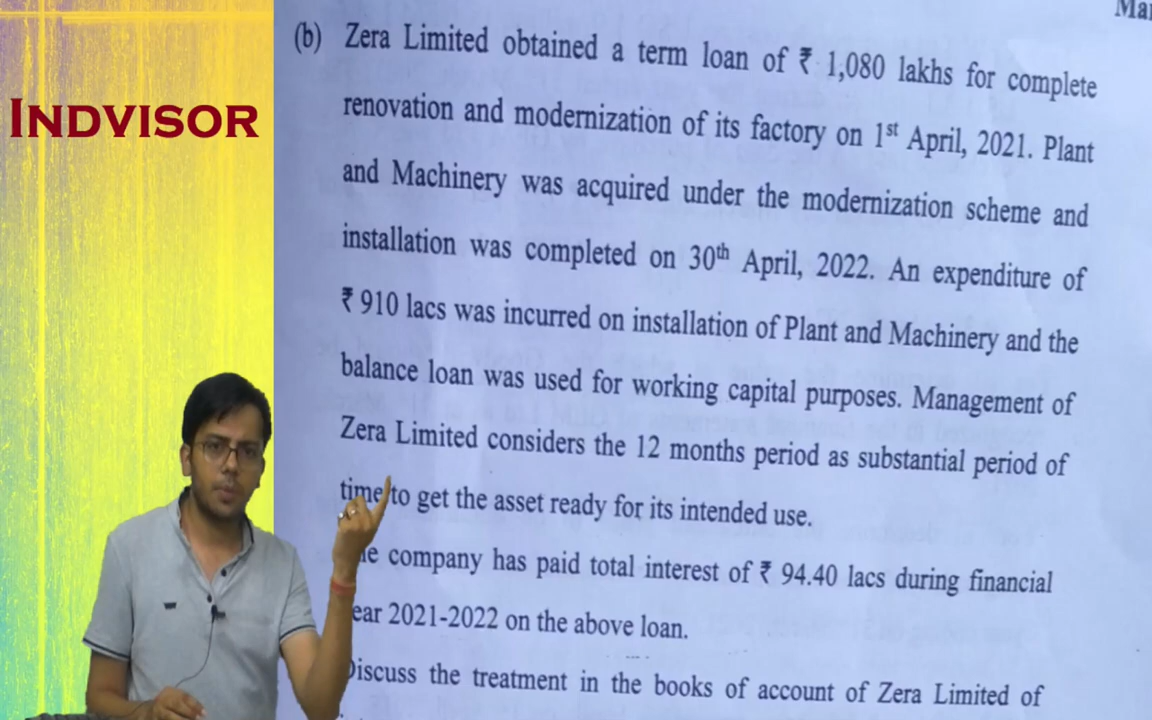 Mar
INDVISOR
(b) Zera Limited obtained a term loan of ₹ 1,080 lakhs for complete
renovation and modernization of its factory on 1st April, 2021. Plant
and Machinery was acquired under the modernization scheme and
installation was completed on 30th April, 2022. An expenditure of
₹ 910 lacs was incurred on installation of Plant and Machinery and the
balance loan was used for working capital purposes. Management of
Zera Limited considers the 12 months period as substantial period of
time to get the asset ready for its intended use.
company has paid total interest of ₹ 94.40 lacs during financial
ear 2021-2022 on the above loan.
Discuss the treatment in the books of account of Zera Limited of